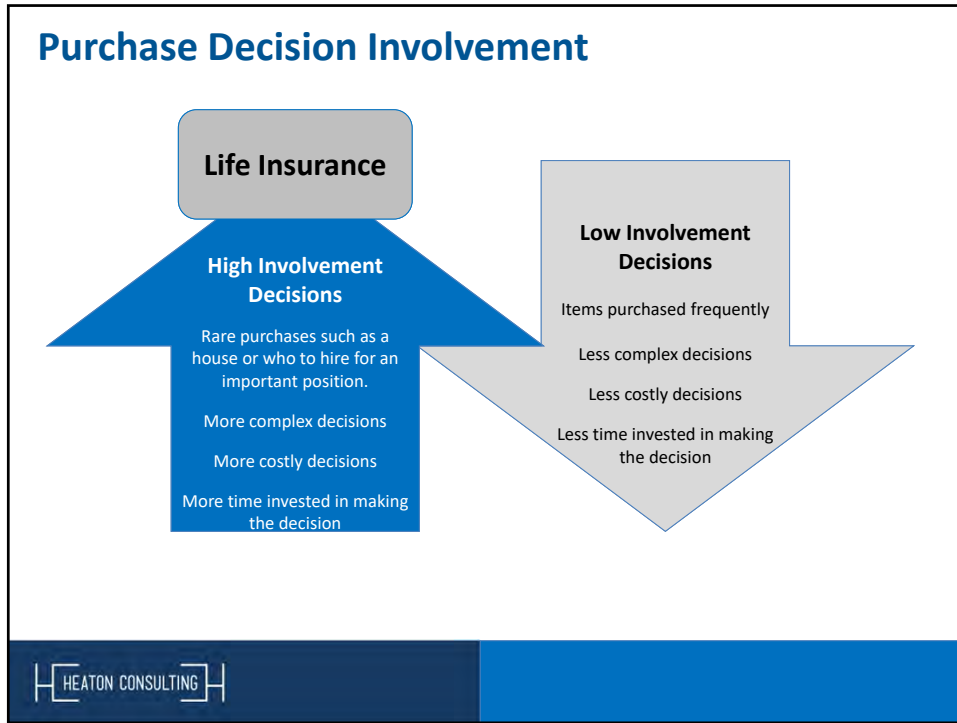 Purchase Decision Involvement
Life Insurance
High Involvement
Decisions
Rare purchases such as a
house or who to hire for an
important position.
More complex decisions
More costly decisions
More time invested in making
the decision
Low Involvement
Decisions
Items purchased frequently
Less complex decisions
Less costly decisions
Less time invested in making
the decision
HEATON CONSULTING